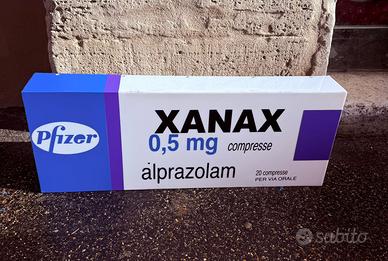 Pfizer
XANAX
0,5 mg compresse
alprazolam
20 compresse
PER VIA ORALE
subito